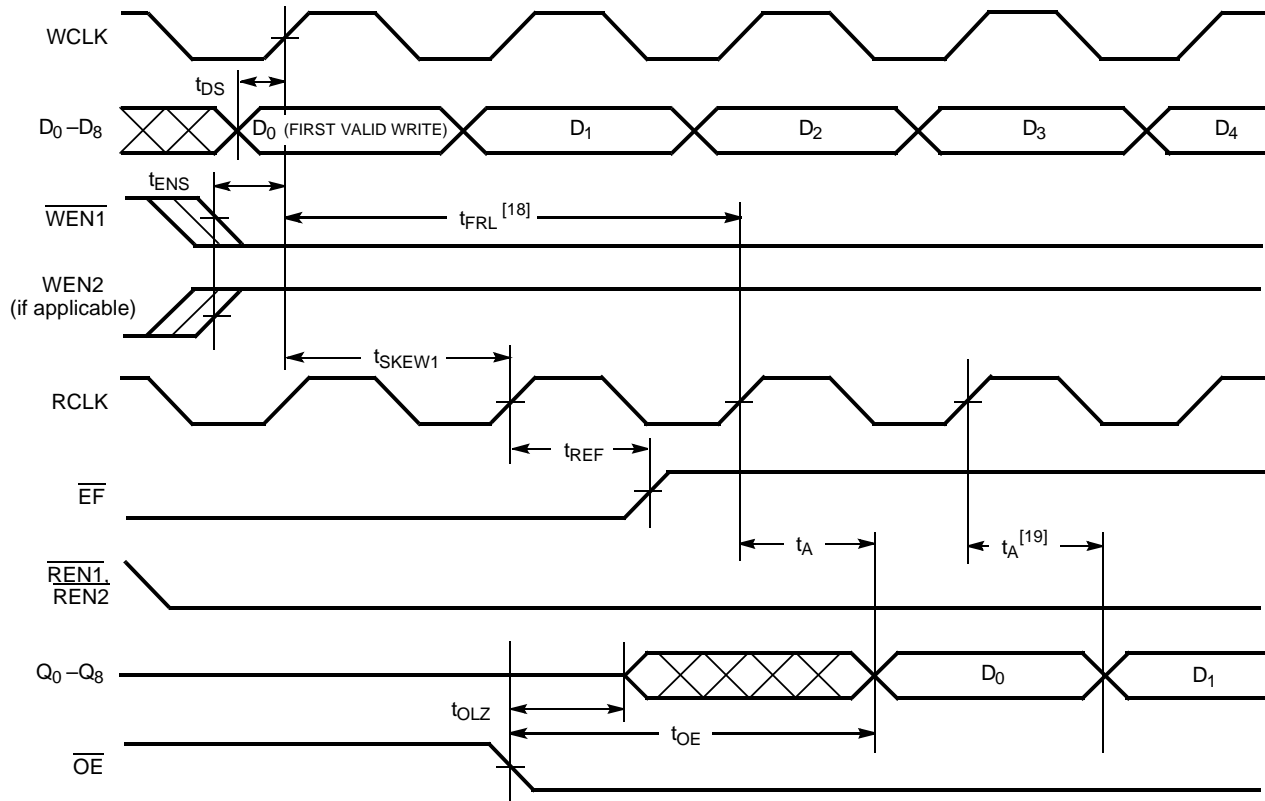 WCLK
tDS
D0 –D8
D0 (FIRST VALID WRITE)
D1
D2
D3
D4
tENS
WEN1
tFRL [18]
WEN2
(if applicable)
tSKEW1
RCLK
tREF
EF
tA
tA[19]
REN1,
REN2
Q0 –Q8
D0
D1
tOLZ
tOE
OE